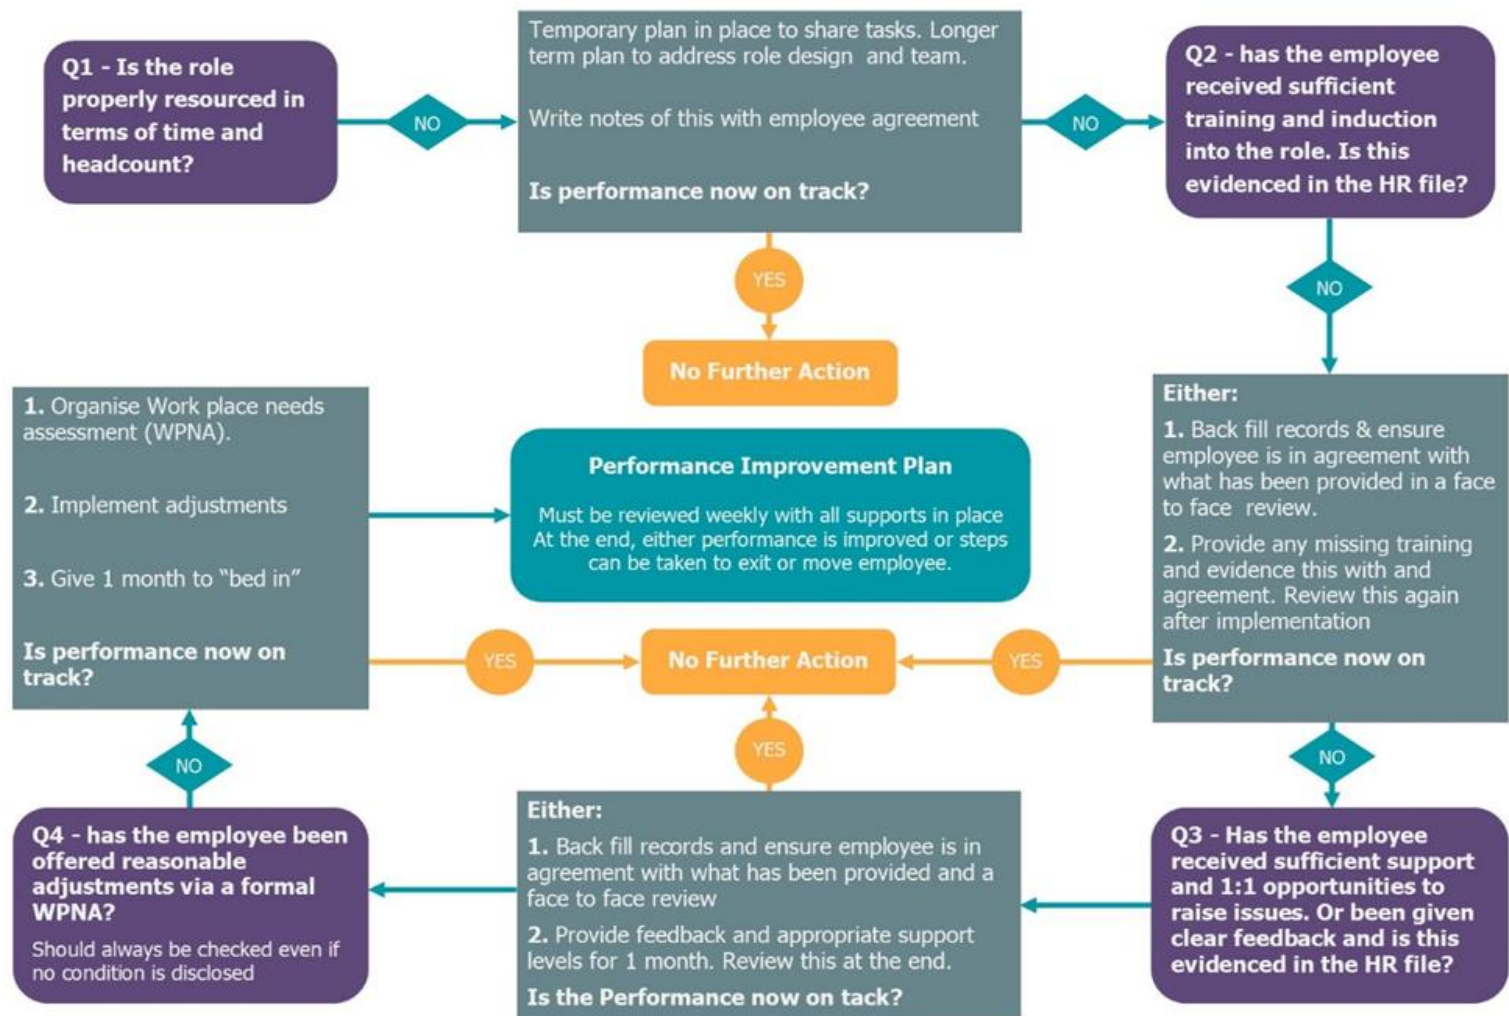 Q1 - Is the role
properly resourced in
terms of time and
headcount?
NO
Temporary plan in place to share tasks. Longer
term plan to address role design and team.
Write notes of this with employee agreement
Is performance now on track?
NO
Q2 - has the employee
received sufficient
training and induction
into the role. Is this
evidenced in the HR file?
YES
No Further Action
NO
Either:
1. Back fill records & ensure
employee is in agreement with
what has been provided in a face
to face review.
2. Provide any missing training
and evidence this with and
agreement. Review this again
after implementation
Is performance now on
track?
YES
NO
Q3 - Has the employee
received sufficient support
and 1:1 opportunities to
raise issues. Or been given
clear feedback and is this
evidenced in the HR file?
Either:
1. Back fill records and ensure employee is in
agreement with what has been provided and a
face to face review
2. Provide feedback and appropriate support
levels for 1 month. Review this at the end.
Is the Performance now on tack?
YES
No Further Action
Q4 - has the employee been
offered reasonable
adjustments via a formal
WPNA?
Should always be checked even if
no condition is disclosed
NO
1. Organise Work place needs
assessment (WPNA).
2. Implement adjustments
3. Give 1 month to “bed in”
Is performance now on
track?
YES
Performance Improvement Plan
Must be reviewed weekly with all supports in place
At the end, either performance is improved or steps
can be taken to exit or move employee.